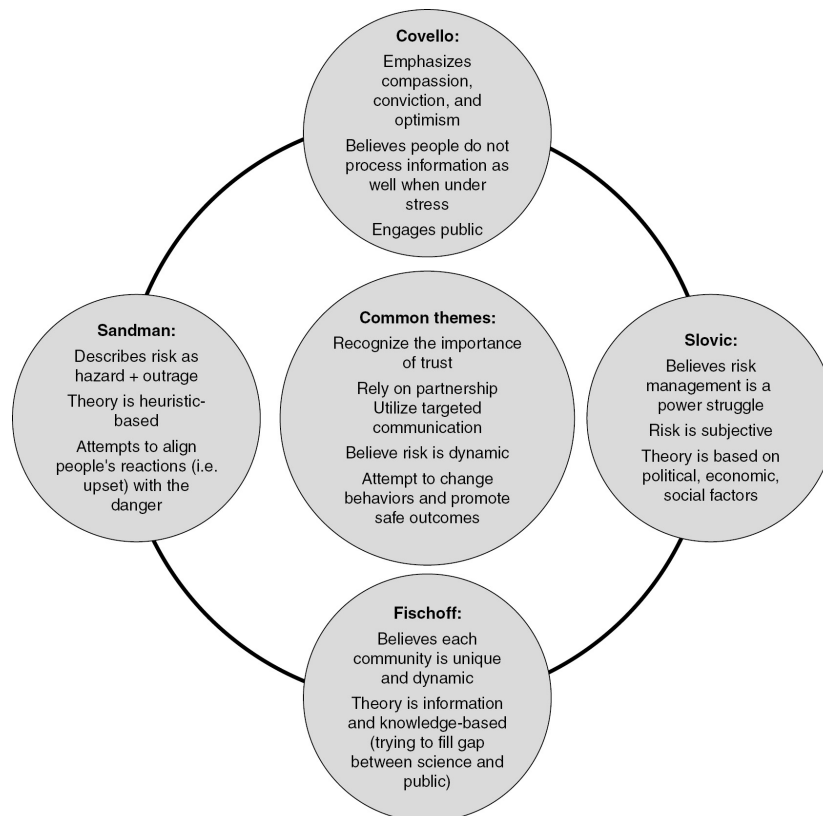 Covello:
Emphasizes
compassion,
conviction, and
optimism
Believes people do not
process information as
well when under
stress
Engages public
Sandman:
Describes risk as
hazard + outrage
Theory is heuristic-
based
Attempts to align
people's reactions (i.e.
upset) with the
danger
Common themes:
Recognize the importance
of trust
Rely on partnership
Utilize targeted
communication
Believe risk is dynamic
Attempt to change
behaviors and promote
safe outcomes
Slovic:
Believes risk
management is a
power struggle
Risk is subjective
Theory is based on
political, economic,
social factors
Fischoff:
Believes each
community is unique
and dynamic
Theory is information
and knowledge-based
(trying to fill gap
between science and
public)